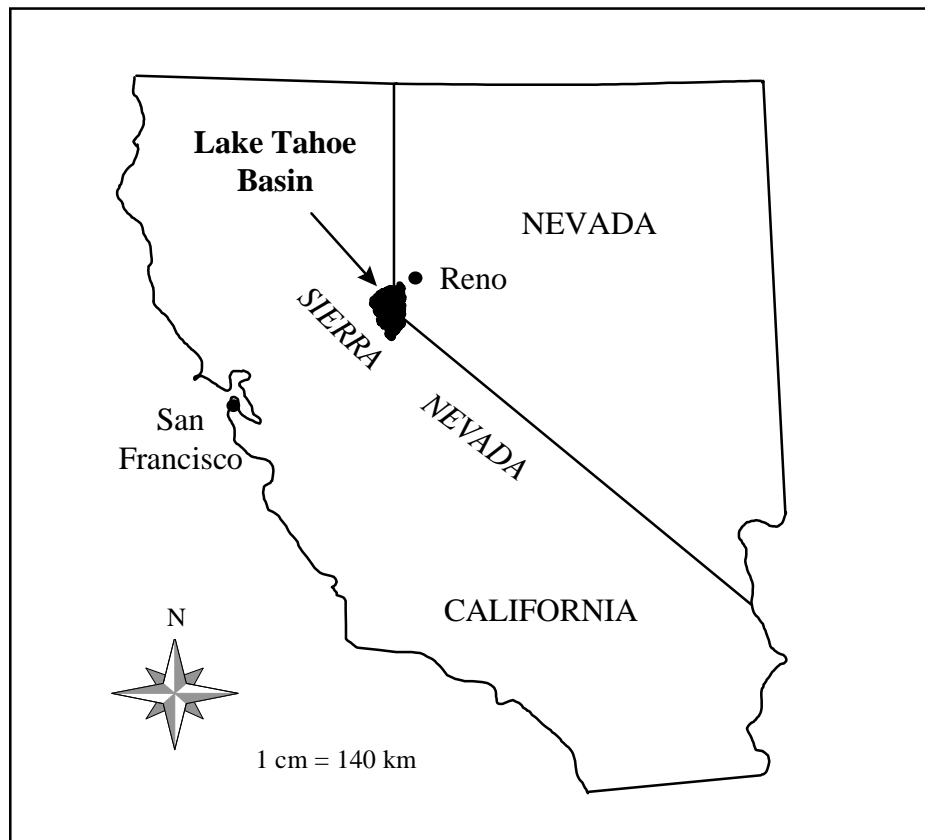 Lake Tahoe
Basin
NEVADA
Reno
SIERRA
NEVADA
San
Francisco
CALIFORNIA
N
1 cm = 140 km